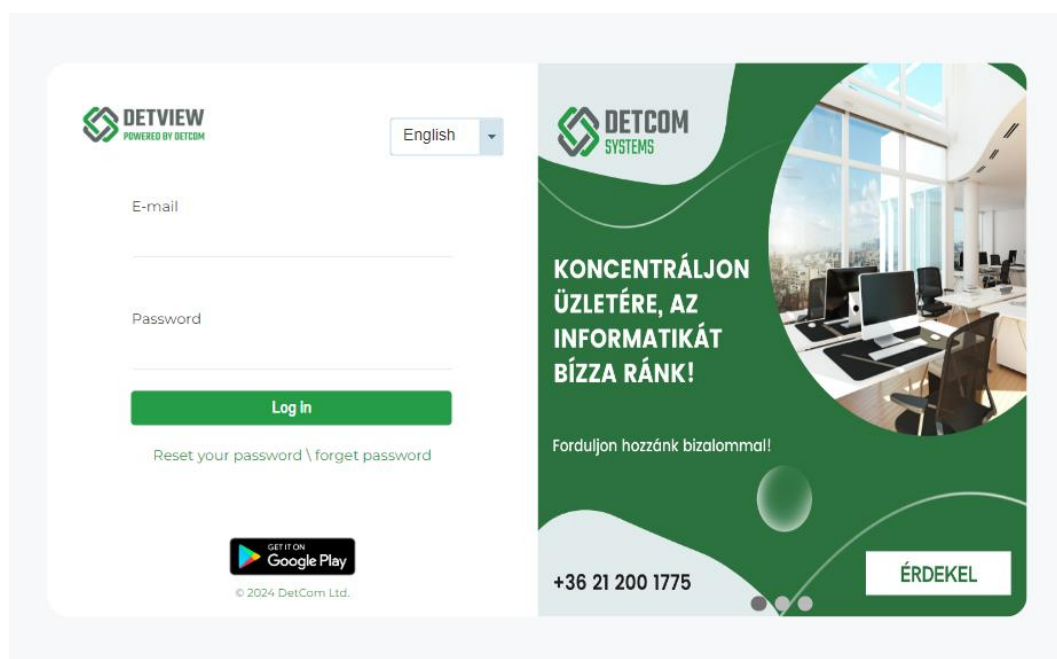 DETVIEW
POWERED BY DETCOM
English
E-mail
Password
Log in
Reset your password \ forget password
GET IT ON
Google Play
© 2024 DetCom Ltd.
DETCOM
SYSTEMS
KONCENTRÁLJON
ÜZLETÉRE, AZ
INFORMATIKÁT
BÍZZA RÁNK!
Forduljon hozzánk bizalommal!
+36 21 200 1775
ÉRDEKEL